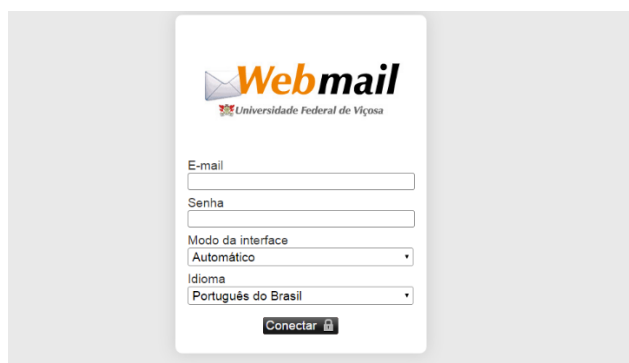 Webmail
Universidade Federal de Viçosa
E-mail
Senha
Modo da interface
Automático
Idioma
Português do Brasil
Conectar